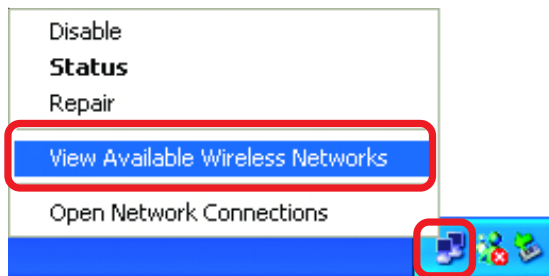 Disable
Status
Repair
View Available Wireless Networks
Open Network Connections